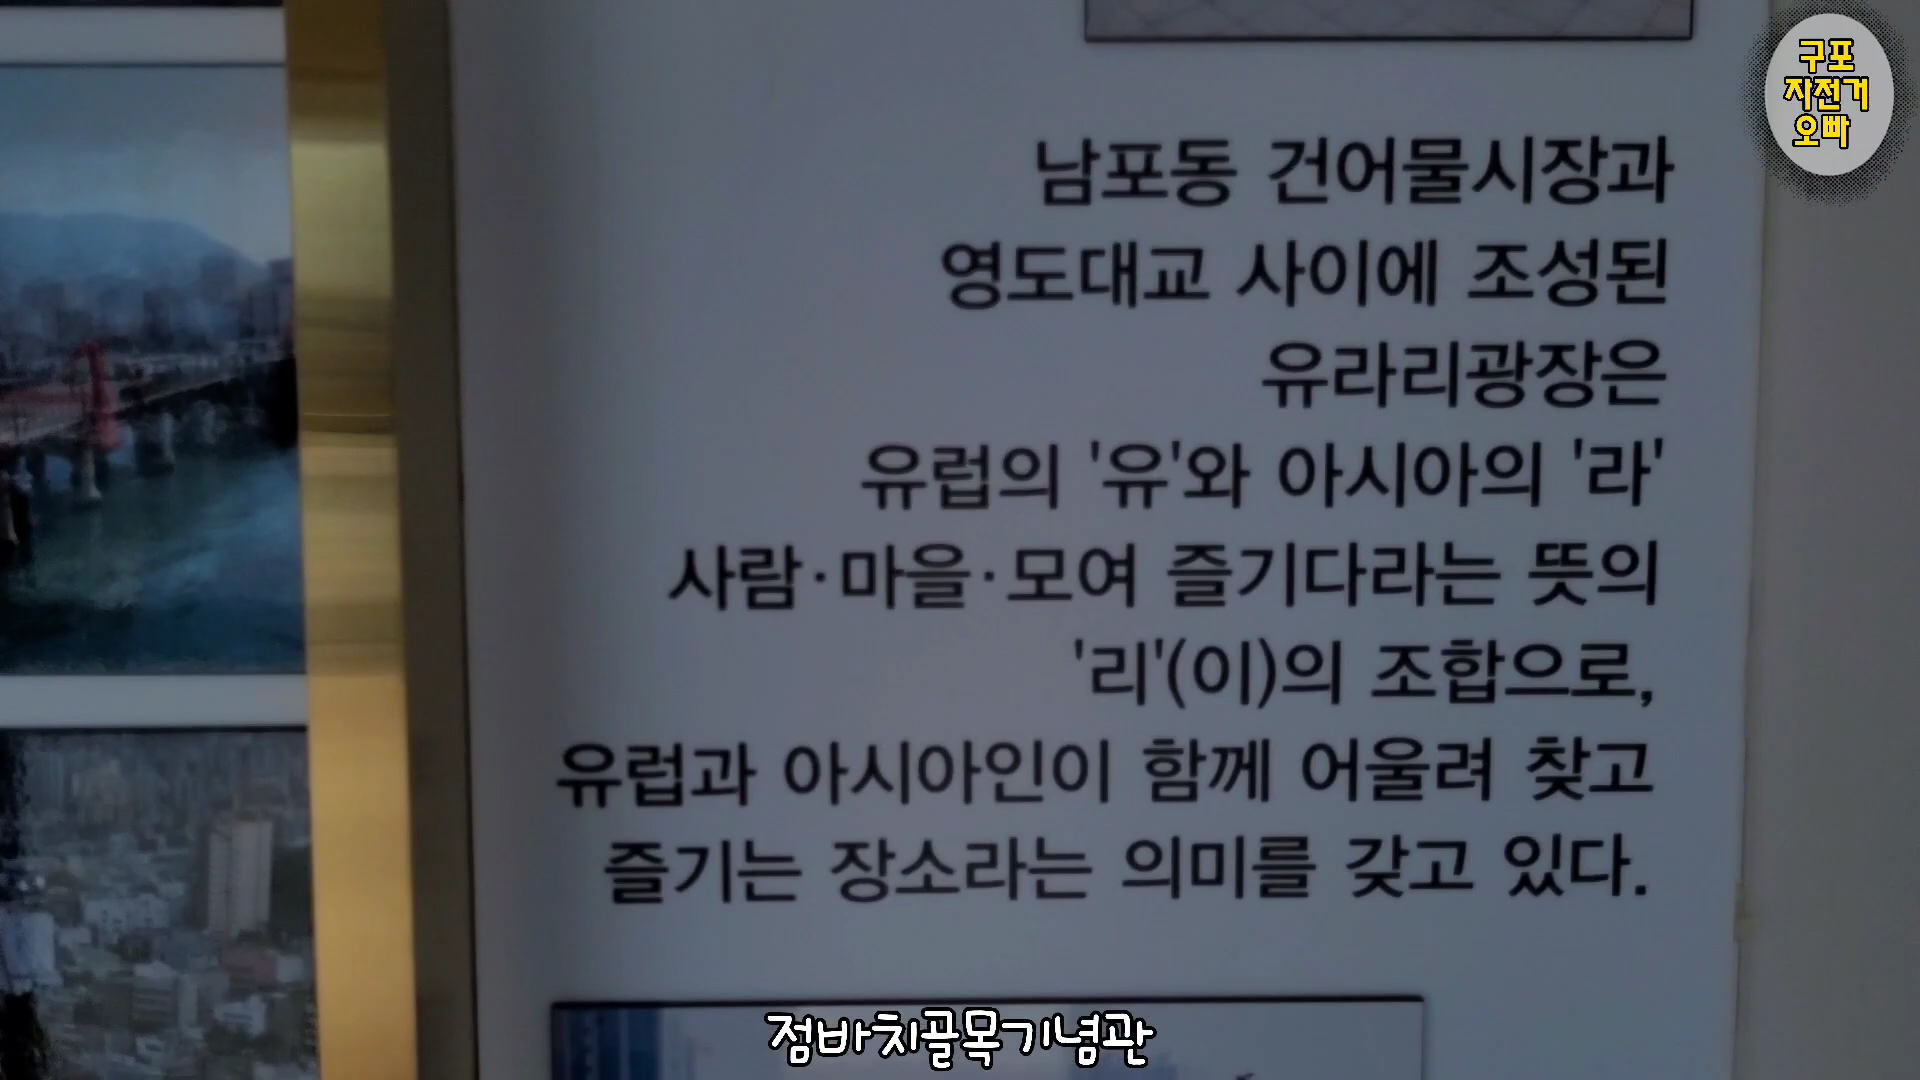 구포
자전거
오빠
남포동 건어물시장과
영도대교 사이에 조성된
유라리광장은
유럽의 '유'와 아시아의 '라'
사람·마을·모여 즐기다라는 뜻의
'리'(이)의 조합으로,
유럽과 아시아인이 함께 어울려 찾고
즐기는 장소라는 의미를 갖고 있다.
점바치골목기념관